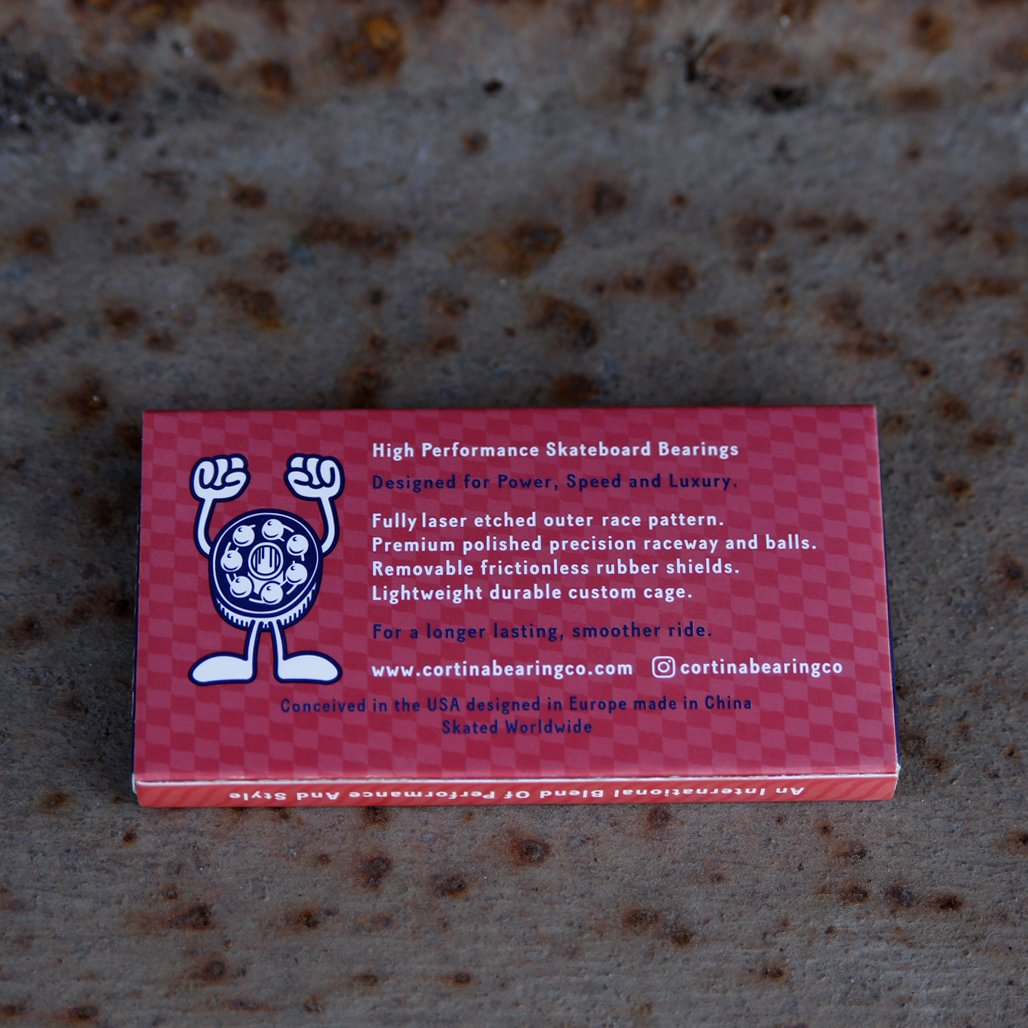 High Performance Skateboard Bearings
Designed for Power, Speed and Luxury.
Fully laser etched outer race pattern.
Premium polished precision raceway and balls.
Removable frictionless rubber shields.
Lightweight durable custom cage.
For a longer lasting, smoother ride.
www.cortinabearingco.com cortinabearingco
Conceived in the USA designed in Europe made in China
Skated Worldwide
An International Blend Of Performance And Style